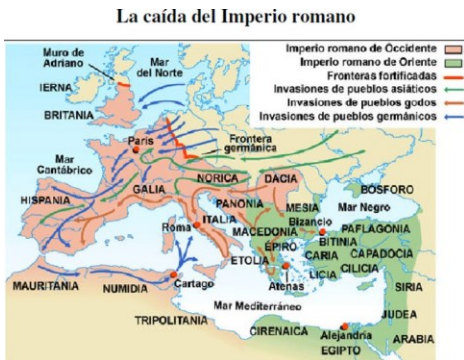 La caída del Imperio romano
Imperio romano de Occidente
Imperio romano de Oriente
Fronteras fortificadas
Invasiones de pueblos asiáticos
Invasiones de pueblos godos
Invasiones de pueblos germánicos
Muro de
Adriano
Mar
del Norte
IERNA
BRITANIA
París
Frontera
germánica
Mar
Cantábrico
NORICA
DACIA
GALIA
BÓSFORO
HISPANIA
PANONIA
MESIA
Mar Negro
ITALIA
Bizancio
Roma
MACEDONIA
PAFLAGONIA
BITINIA
EPIRO
CARIA
CAPADOCIA
ETOLIA
CILICIA
LICIA
SIRIA
MAURITANIA
NUMIDIA
Cartago
Atenas
Mar Mediterráneo
JUDEA
TRIPOLITANIA
CIRENAICA
Alejandría
ARABIA
EGIPTO